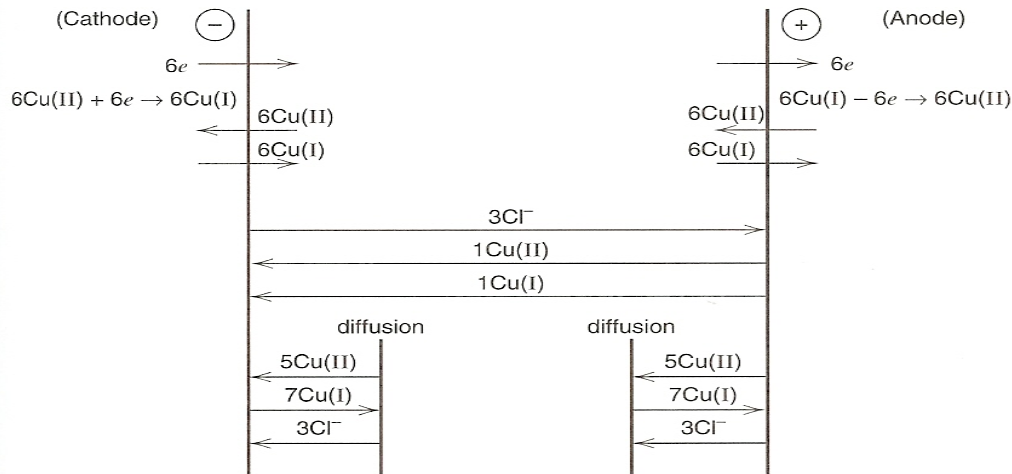 (Cathode) − + (Anode)
6e 6e
6Cu(II) + 6e → 6Cu(I) 6Cu(I) − 6e → 6Cu(II)
6Cu(II) 6Cu(II)
6Cu(I) 6Cu(I)
3Cl⁻
1Cu(II)
1Cu(I)
diffusion diffusion
5Cu(II) 5Cu(II)
7Cu(I) 7Cu(I)
3Cl⁻ 3Cl⁻